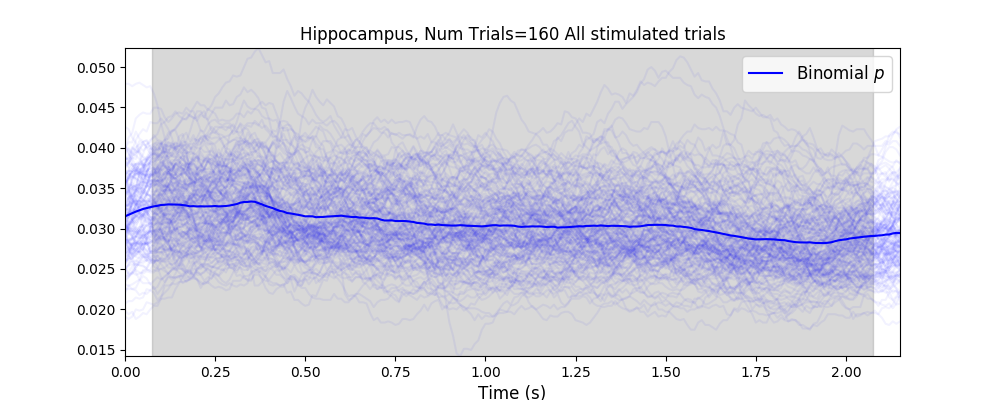 Hippocampus, Num Trials=160 All stimulated trials
Binomial p
0.050
0.045
0.040
0.035
0.030
0.025
0.020
0.015
0.00 0.25 0.50 0.75 1.00 1.25 1.50 1.75 2.00
Time (s)